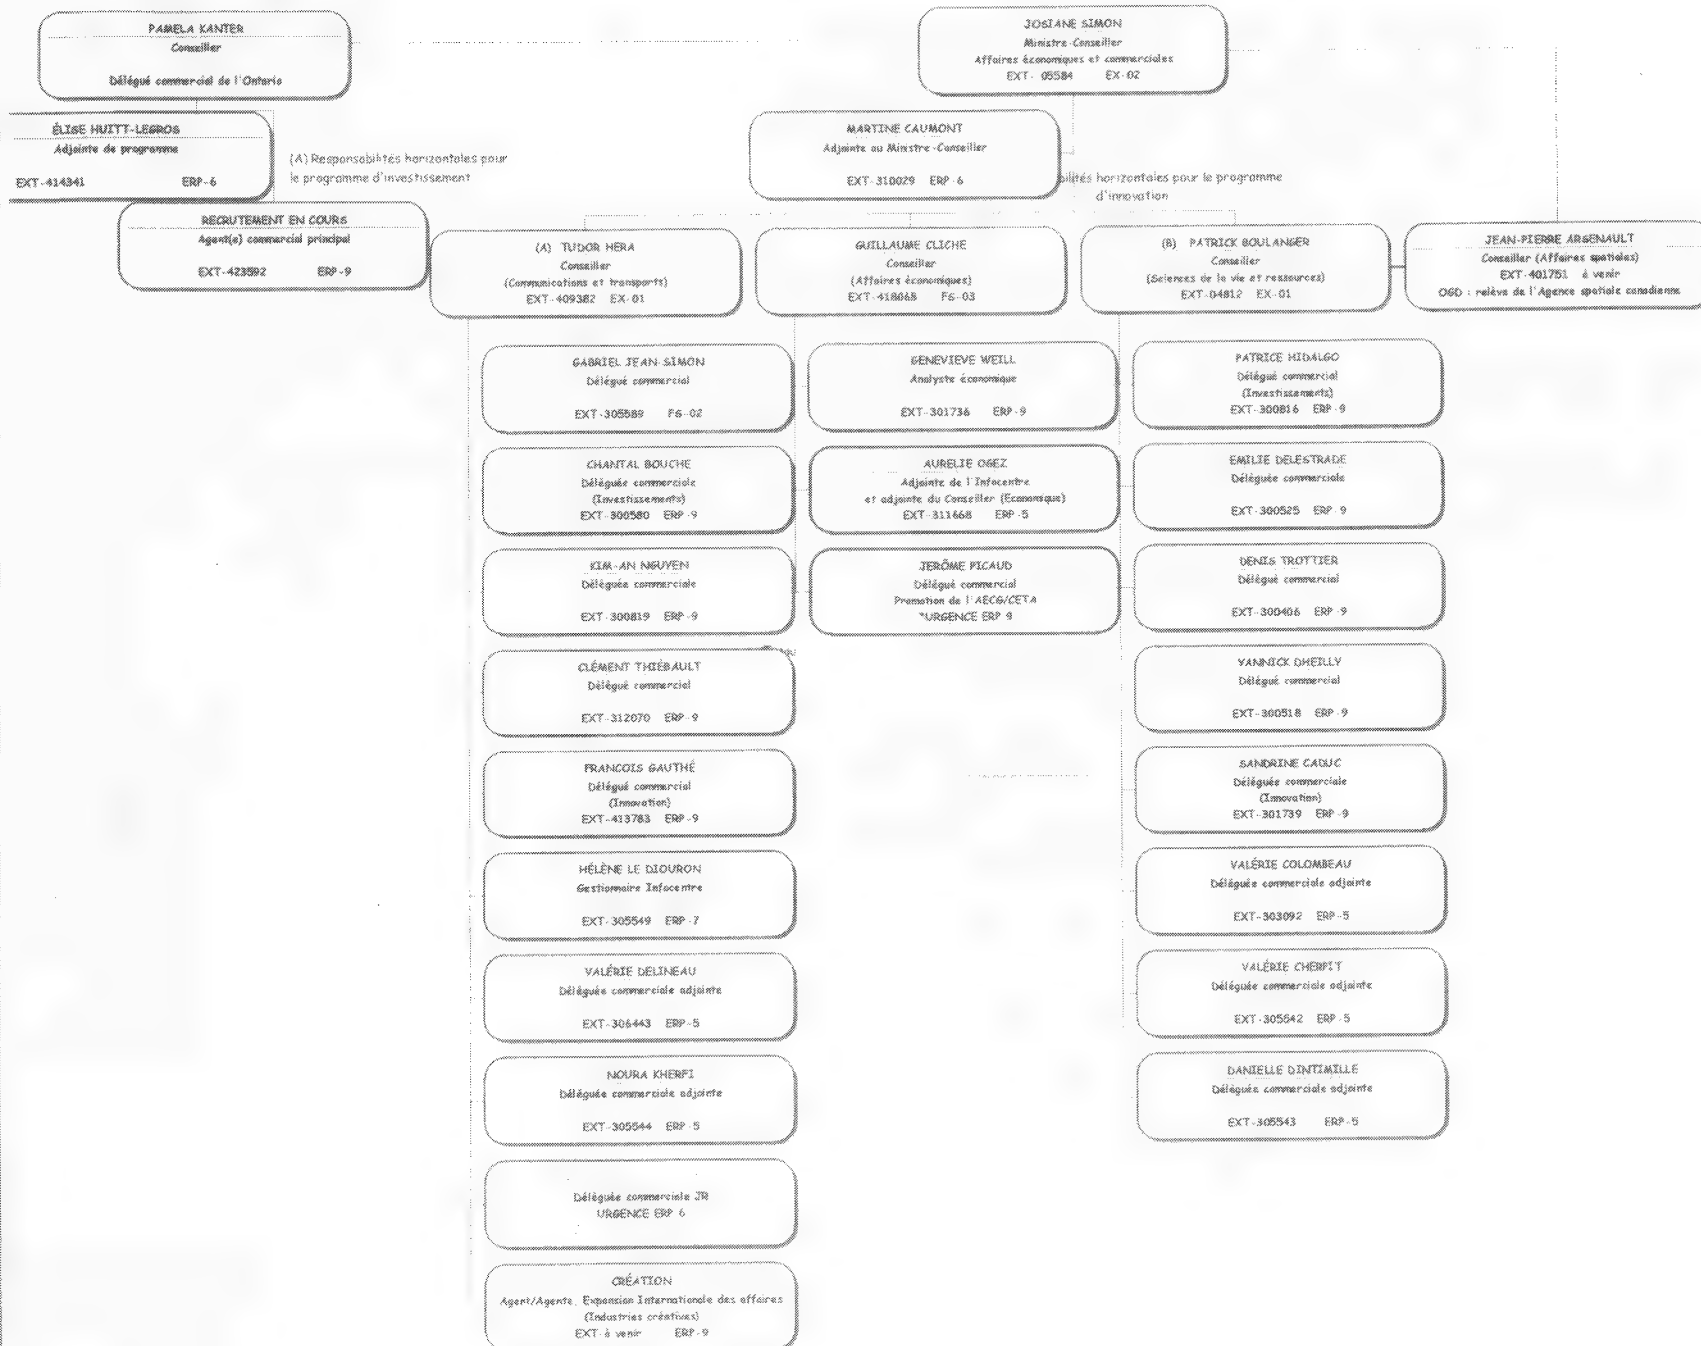 PAMELA KANTER
Conseiller
Délégué commercial de l'Ontario
JOSIANE SIMON
Ministre-Conseiller
Affaires économiques et commerciales
EXT- 05584 EX-02
ÉLISE HUITT-LEGROS
Adjointe de programme
EXT-414341 ERP-6
(A) Responsabilités horizontales pour
le programme d'investissement
MARTINE CAUMONT
Adjointe au Ministre-Conseiller
EXT-310029 ERP-6
bilités horizontales pour le programme
d'innovation
RECRUTEMENT EN COURS
Agent(e) commercial principal
EXT-423592 ERP-9
(A) TUDOR HERA
Conseiller
(Communications et transports)
EXT-409382 EX-01
GUILLAUME CLICHE
Conseiller
(Affaires économiques)
EXT-418068 FS-03
(B) PATRICK BOULANGER
Conseiller
(Sciences de la vie et ressources)
EXT-04812 EX-01
JEAN-PIERRE ARSENAULT
Conseiller (Affaires spatiales)
EXT-401751 à venir
OGD : relève de l'Agence spatiale canadienne
GABRIEL JEAN-SIMON
Délégué commercial
EXT-305589 FS-02
CHANTAL BOUCHE
Déléguée commerciale
(Investissements)
EXT-300580 ERP-9
KIM-AN NGUYEN
Déléguée commerciale
EXT-300819 ERP-9
CLÉMENT THIÉBAULT
Délégué commercial
EXT-312070 ERP-9
FRANCOIS GAUTHÉ
Délégué commercial
(Innovation)
EXT-413783 ERP-9
HÉLÈNE LE DIOURON
Gestionnaire Infocentre
EXT-305549 ERP-7
VALÉRIE DELINEAU
Déléguée commerciale adjointe
EXT-306443 ERP-5
NOURA KHERFI
Déléguée commerciale adjointe
EXT-305544 ERP-5
Déléguée commerciale JR
URGENCE ERP 6
CRÉATION
Agent/Agente, Expansion Internationale des affaires
(Industries créatives)
EXT-à venir ERP-9
GENEVIEVE WEILL
Analyste économique
EXT-301736 ERP-9
AURELIE OGEZ
Adjointe de l'Infocentre
et adjointe du Conseiller (Economique)
EXT-311668 ERP-5
JERÔME PICAUD
Délégué commercial
Promotion de l'AECG/CETA
*URGENCE ERP 9
PATRICE HIDALGO
Délégué commercial
(Investissements)
EXT-300816 ERP-9
EMILIE DELESTRADE
Déléguée commerciale
EXT-300525 ERP-9
DENIS TROTTIER
Délégué commercial
EXT-300406 ERP-9
YANNICK DHEILLY
Délégué commercial
EXT-300518 ERP-9
SANDRINE CADUC
Déléguée commerciale
(Innovation)
EXT-301739 ERP-9
VALÉRIE COLOMBEAU
Déléguée commerciale adjointe
EXT-303092 ERP-5
VALÉRIE CHERPIT
Déléguée commerciale adjointe
EXT-305542 ERP-5
DANIELLE DINTIMILLE
Déléguée commerciale adjointe
EXT-305543 ERP-5